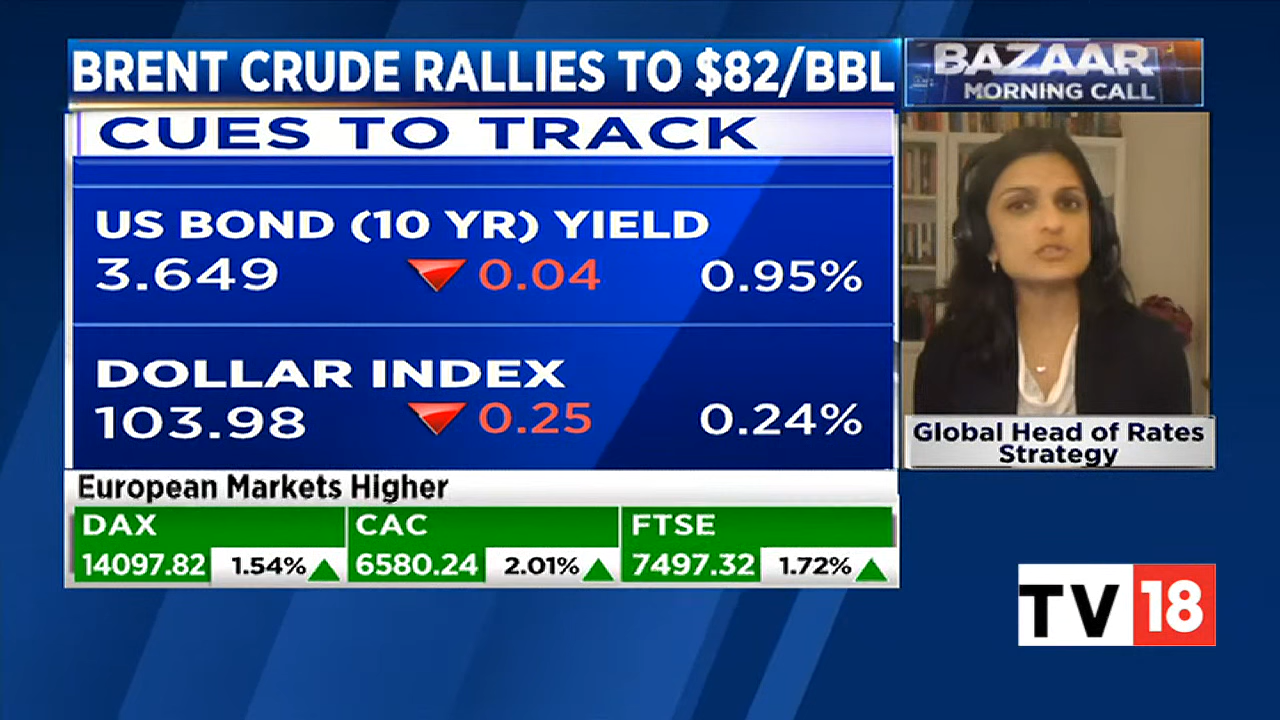 BRENT CRUDE RALLIES TO $82/BBL
BAZAAR
MORNING CALL
CUES TO TRACK
US BOND (10 YR) YIELD
3.649 0.04 0.95%
DOLLAR INDEX
103.98 0.25 0.24%
Global Head of Rates
Strategy
European Markets Higher
DAX CAC FTSE
14097.82 1.54% 6580.24 2.01% 7497.32 1.72%
TV18